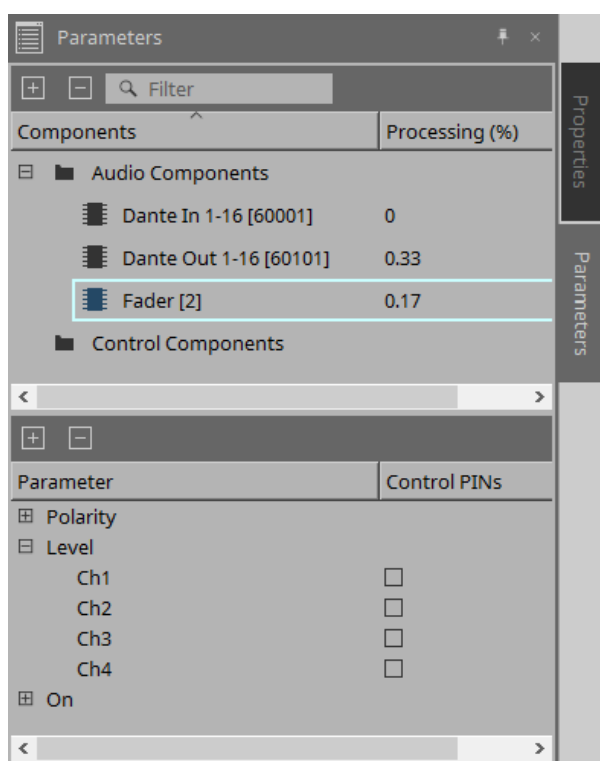 Parameters
Filter
Components Processing (%)
Audio Components
Dante In 1-16 [60001] 0
Dante Out 1-16 [60101] 0.33
Fader [2] 0.17
Control Components
Parameter Control PINs
Polarity
Level
Ch1
Ch2
Ch3
Ch4
On
Properties
Parameters